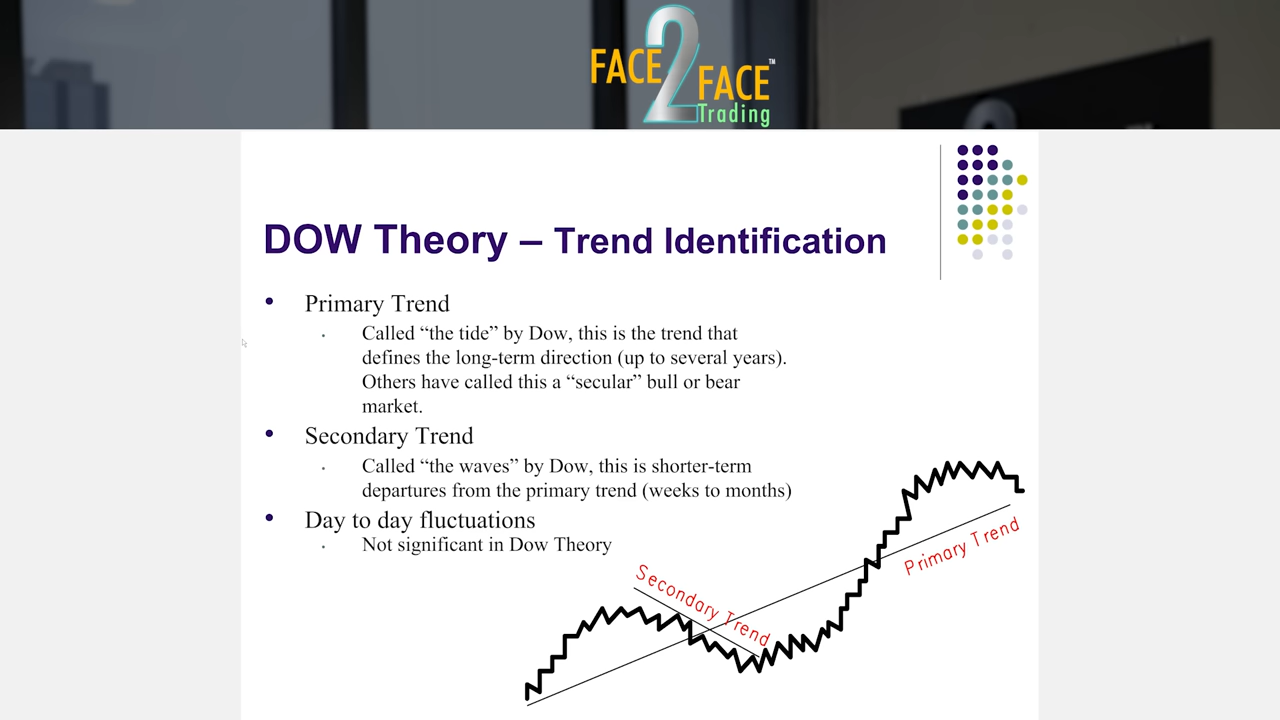 FACE 2 FACE ™
Trading
DOW Theory – Trend Identification
• Primary Trend
• Called “the tide” by Dow, this is the trend that
defines the long-term direction (up to several years).
Others have called this a “secular” bull or bear
market.
• Secondary Trend
• Called “the waves” by Dow, this is shorter-term
departures from the primary trend (weeks to months)
• Day to day fluctuations
• Not significant in Dow Theory
Secondary Trend
Primary Trend